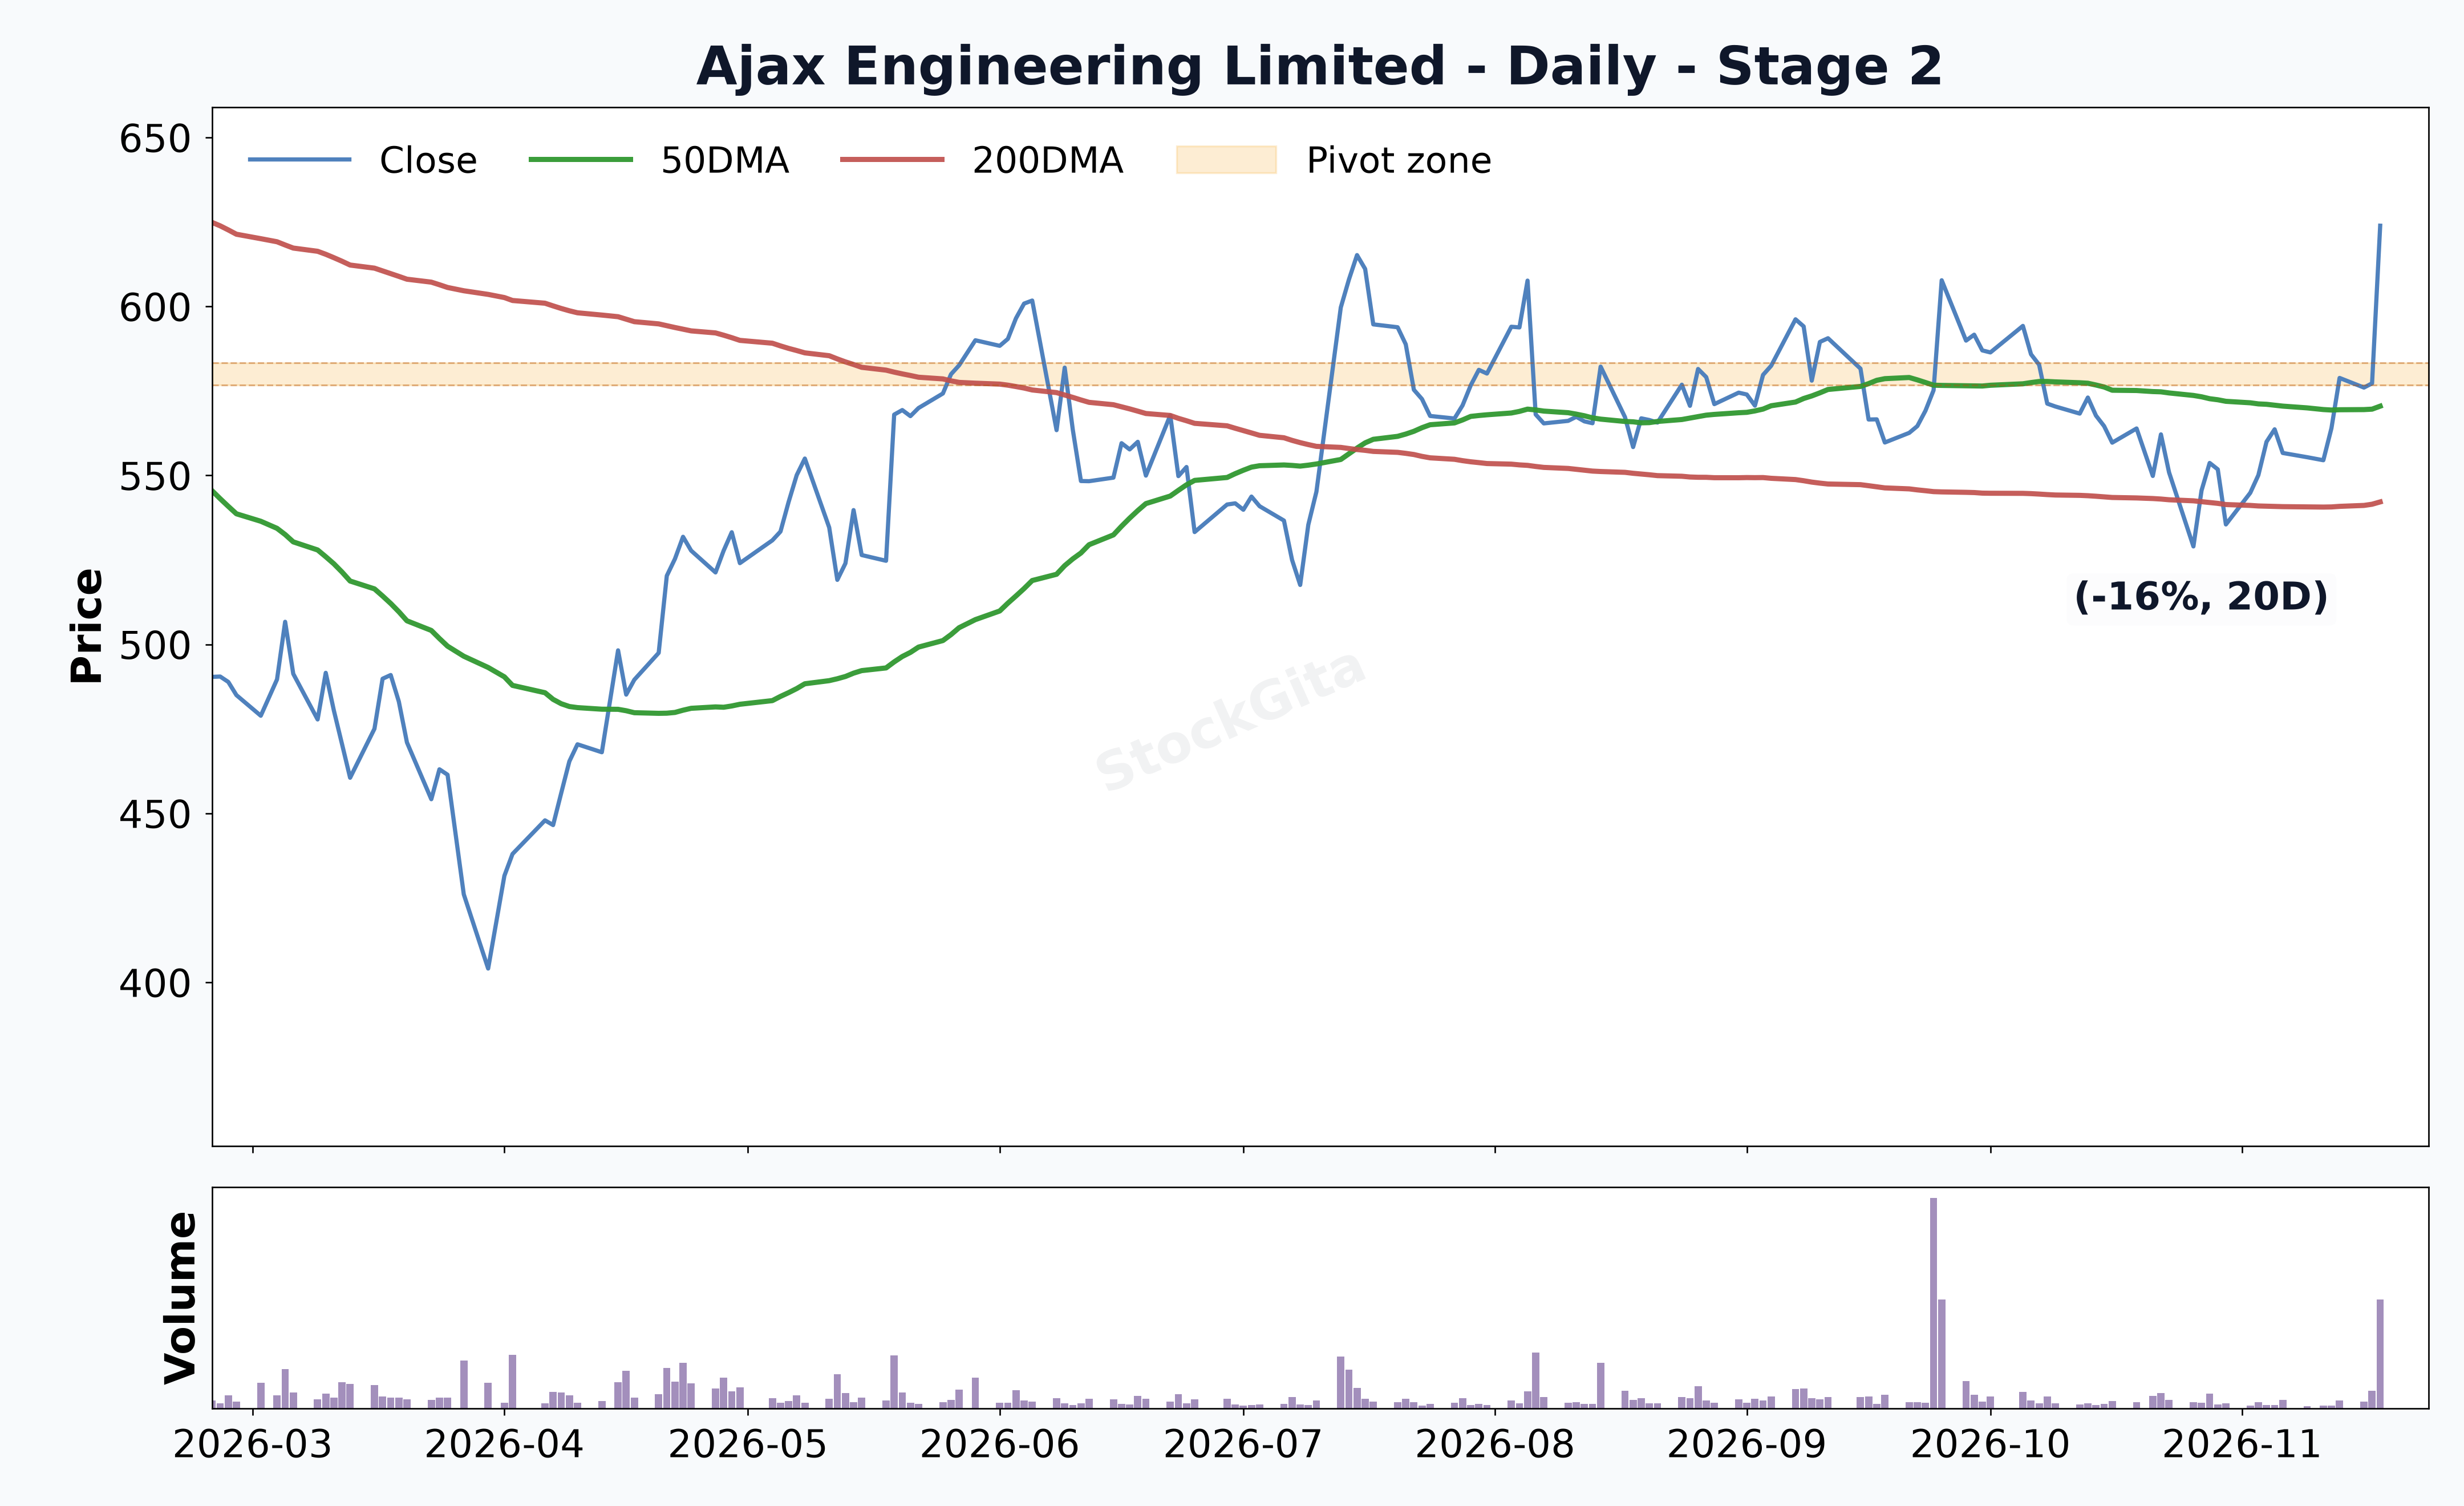 Ajax Engineering Limited - Daily - Stage 2
Close 50DMA 200DMA Pivot zone
650
600
550
500
450
400
Price
(-16%, 20D)
StockGita
Volume
2026-03 2026-04 2026-05 2026-06 2026-07 2026-08 2026-09 2026-10 2026-11